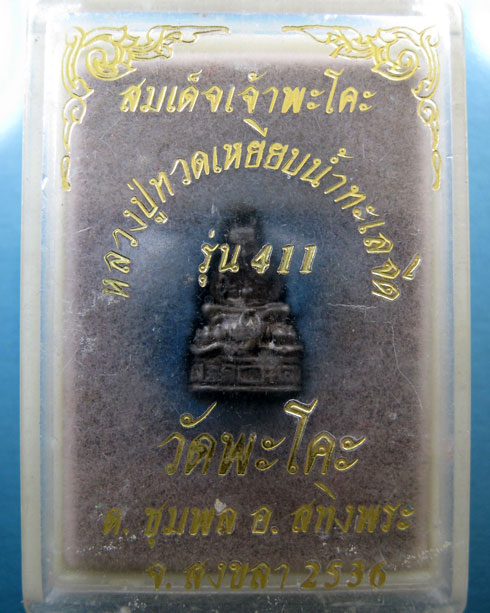 สมเด็จเจ้าพะโคะ
หลวงปู่ทวดเหยียบน้ำทะเลจืด
รุ่น 411
วัดพะโคะ
ต. ชุมพล อ. สทิงพระ
จ. สงขลา 2536